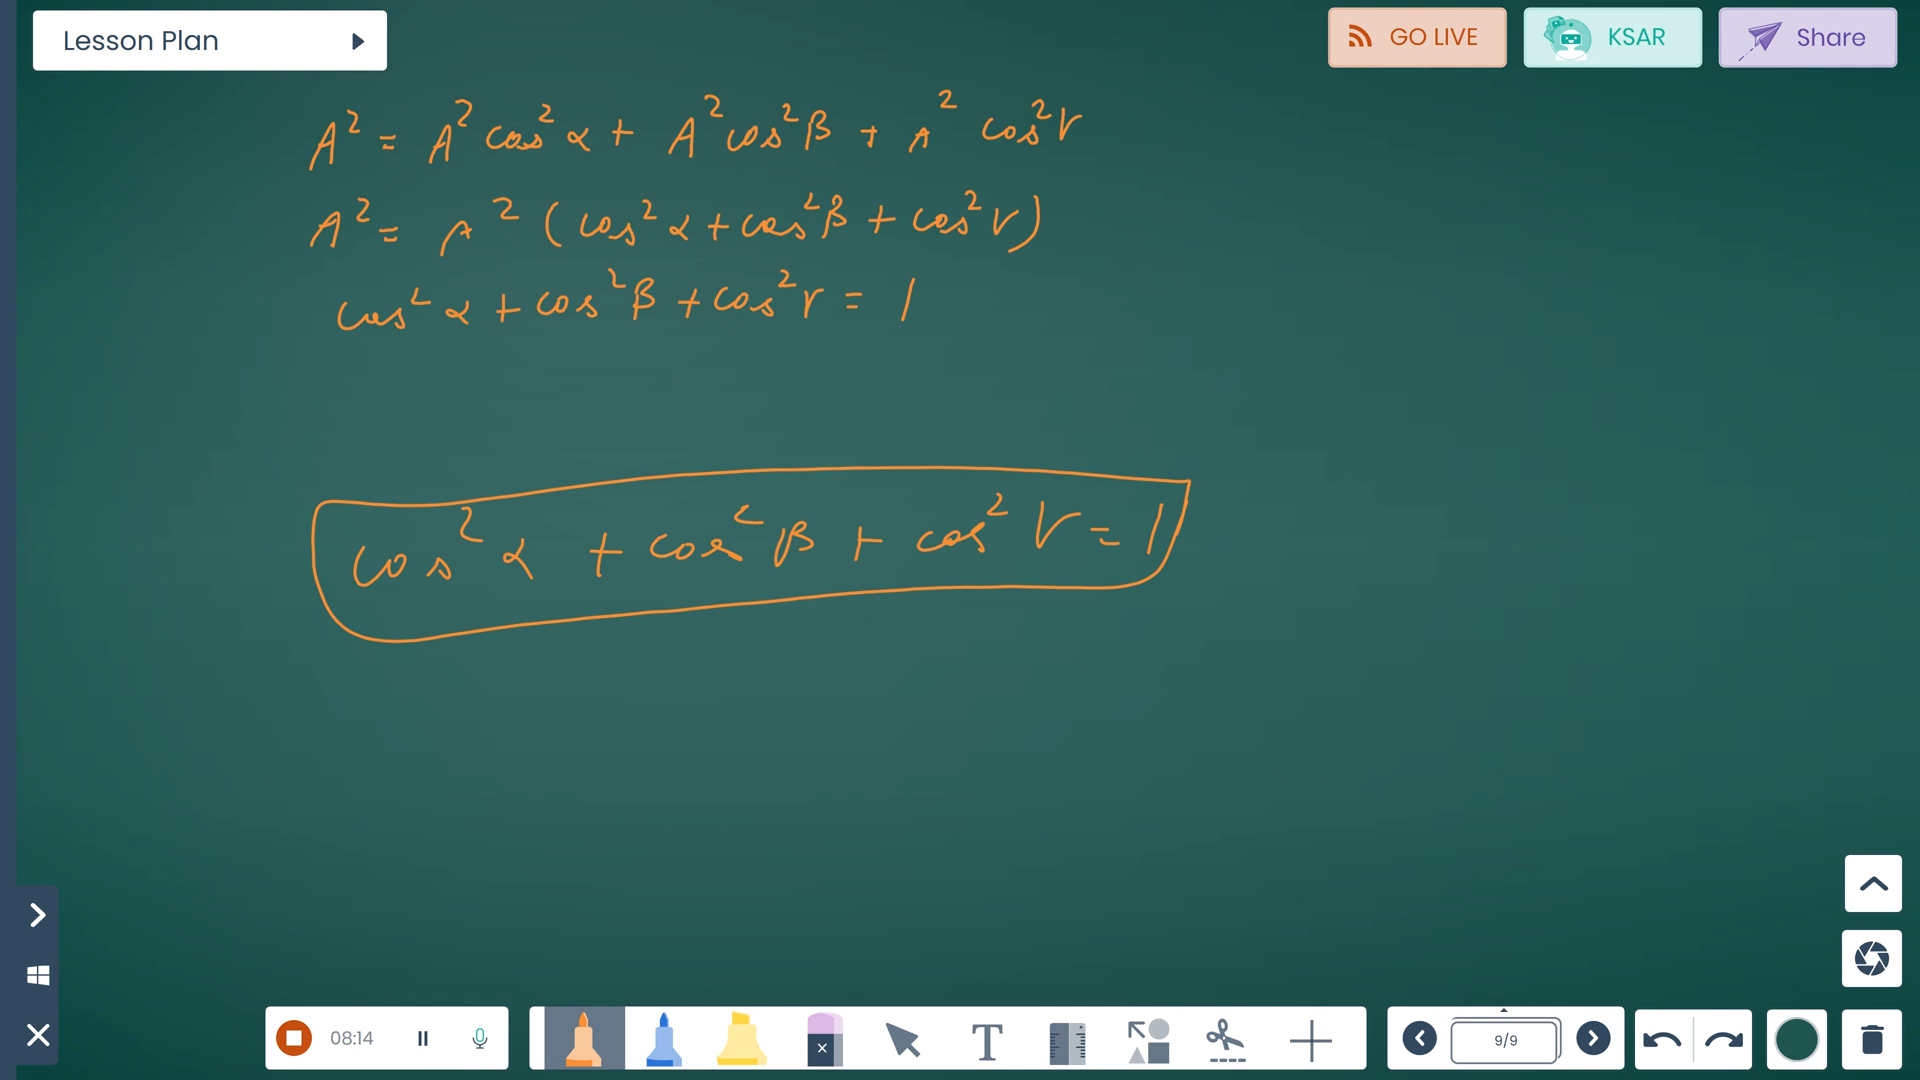 Lesson Plan
GO LIVE
KSAR
Share
A² = A² cos² α + A² cos² β + A² cos² γ
A² = A² (cos² α + cos² β + cos² γ)
cos² α + cos² β + cos² γ = 1
cos² α + cos² β + cos² γ = 1
08:14
T
9/9